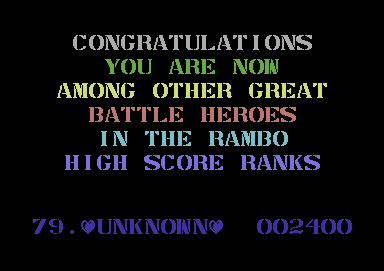 CONGRATULATIONS
YOU ARE NOW
AMONG OTHER GREAT
BATTLE HEROES
IN THE RAMBO
HIGH SCORE RANKS
79.♥UNKNOWN♥ 002400